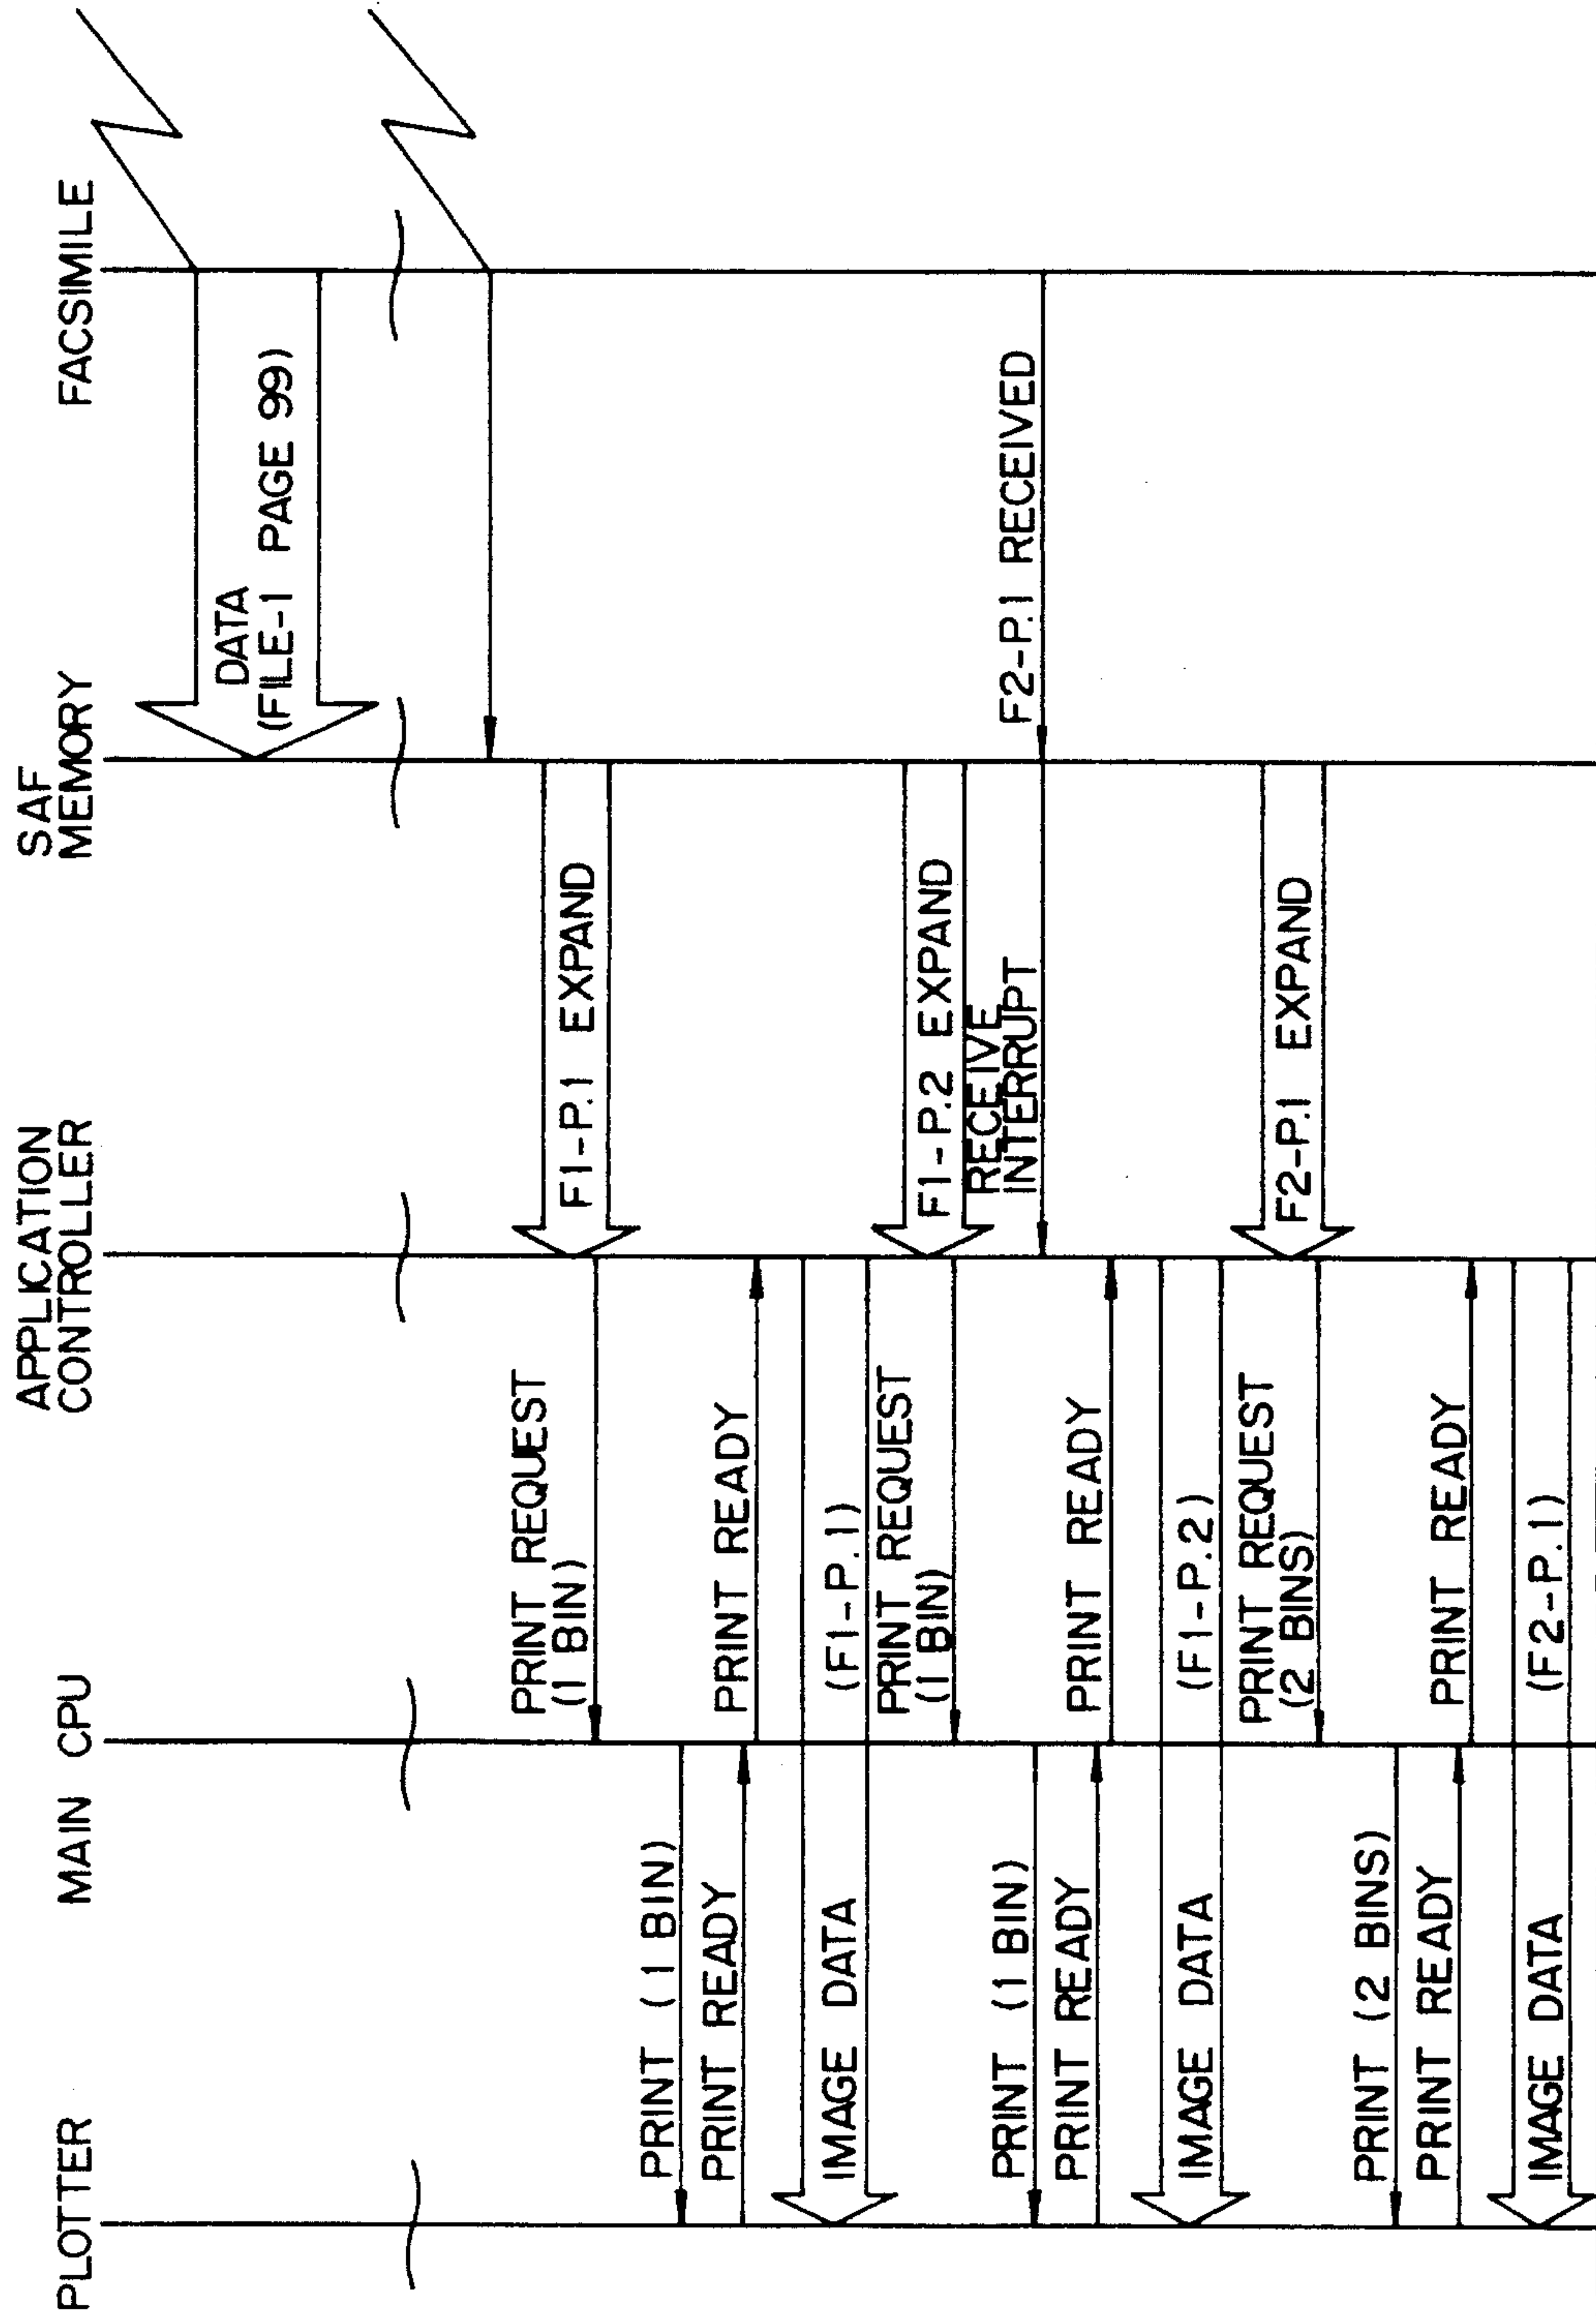 PLOTTER
MAIN CPU
APPLICATION
CONTROLLER
SAF
MEMORY
FACSIMILE
DATA
(FILE-1 PAGE 99)
F1-P.1 EXPAND
PRINT REQUEST
(1 BIN)
PRINT (1 BIN)
PRINT READY
PRINT READY
IMAGE DATA
(F1-P.1)
F1-P.2 EXPAND
PRINT REQUEST
(1 BIN)
RECEIVE
INTERRUPT
F2-P.1 RECEIVED
PRINT (1 BIN)
PRINT READY
PRINT READY
IMAGE DATA
(F1-P.2)
F2-P.1 EXPAND
PRINT REQUEST
(2 BINS)
PRINT (2 BINS)
PRINT READY
PRINT READY
IMAGE DATA
(F2-P.1)